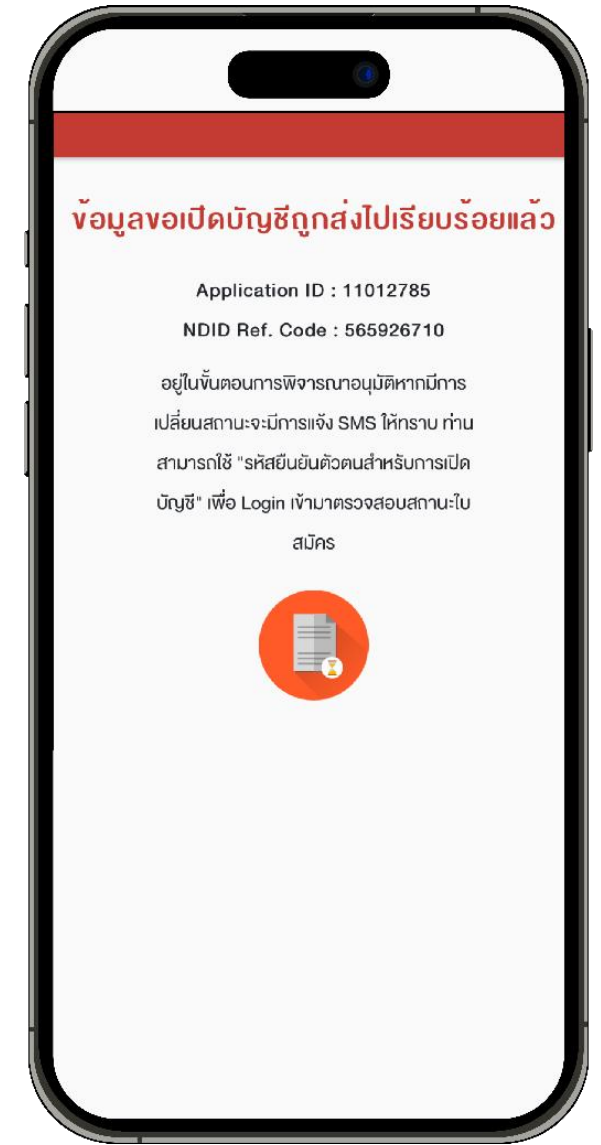 ข้อมูลขอเปิดบัญชีถูกส่งไปเรียบร้อยแล้ว
Application ID : 11012785
NDID Ref. Code : 565926710
อยู่ในขั้นตอนการพิจารณาอนุมัติหากมีการ
เปลี่ยนสถานะจะมีการแจ้ง SMS ให้ทราบ ท่าน
สามารถใช้ "รหัสยืนยันตัวตนสำหรับการเปิด
บัญชี" เพื่อ Login เข้ามาตรวจสอบสถานะใบ
สมัคร